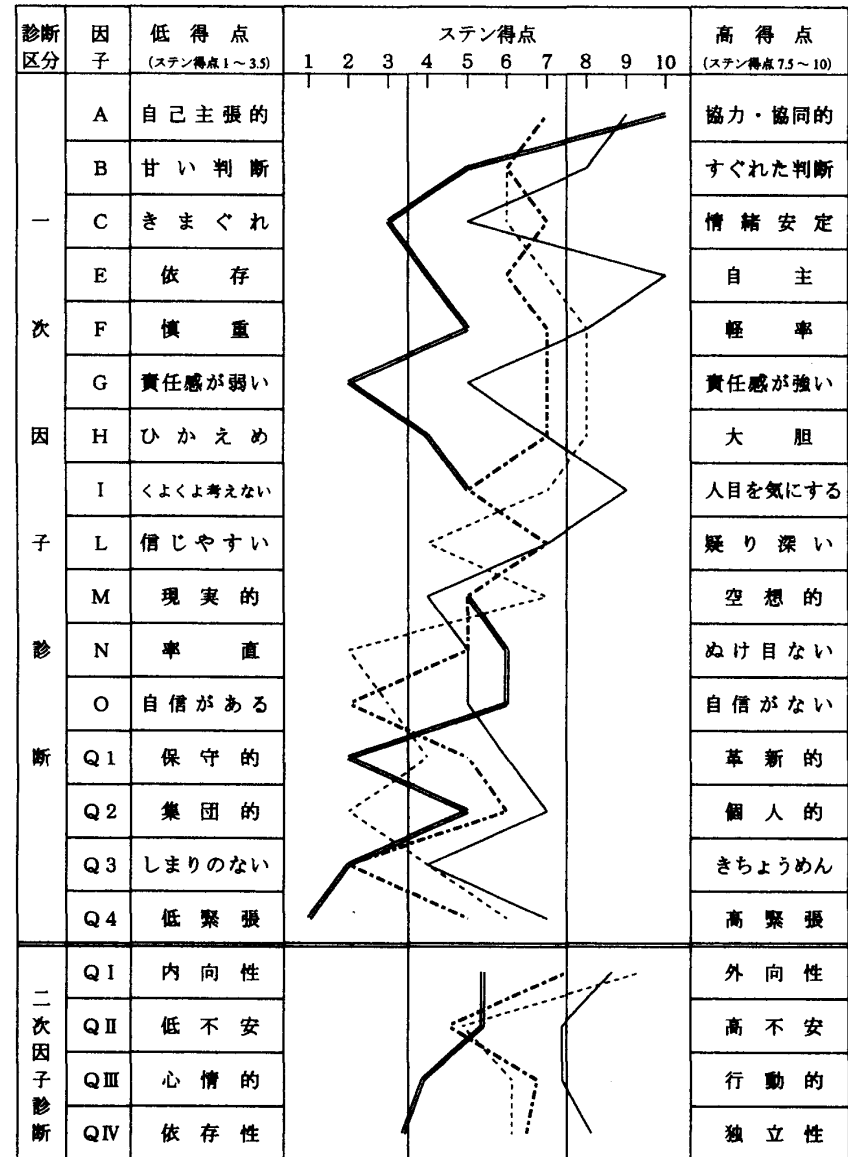 診断区分 因子 低得点 (ステン得点1～3.5) ステン得点 高得点 (ステン得点7.5～10)
1 2 3 4 5 6 7 8 9 10
一次因子診断
A 自己主張的 協力・協同的
B 甘い判断 すぐれた判断
C きまぐれ 情緒安定
E 依存 自主
F 慎重 軽率
G 責任感が弱い 責任感が強い
H ひかえめ 大胆
I くよくよ考えない 人目を気にする
L 信じやすい 疑り深い
M 現実的 空想的
N 率直 ぬけ目ない
O 自信がある 自信がない
Q1 保守的 革新的
Q2 集団的 個人的
Q3 しまりのない きちょうめん
Q4 低緊張 高緊張
二次因子診断
QⅠ 内向性 外向性
QⅡ 低不安 高不安
QⅢ 心情的 行動的
QⅣ 依存性 独立性